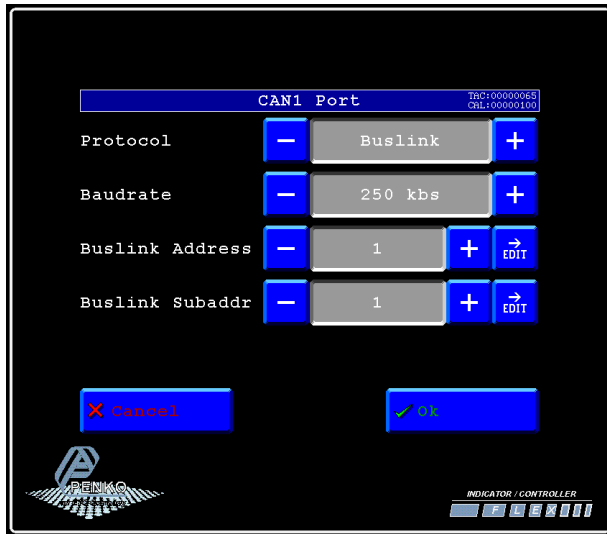 CAN1 Port
TAC:00000065
CAL:00000100
Protocol − Buslink +
Baudrate − 250 kbs +
Buslink Address − 1 + → EDIT
Buslink Subaddr − 1 + → EDIT
Cancel Ok
PENKO
INDICATOR / CONTROLLER
FLEX